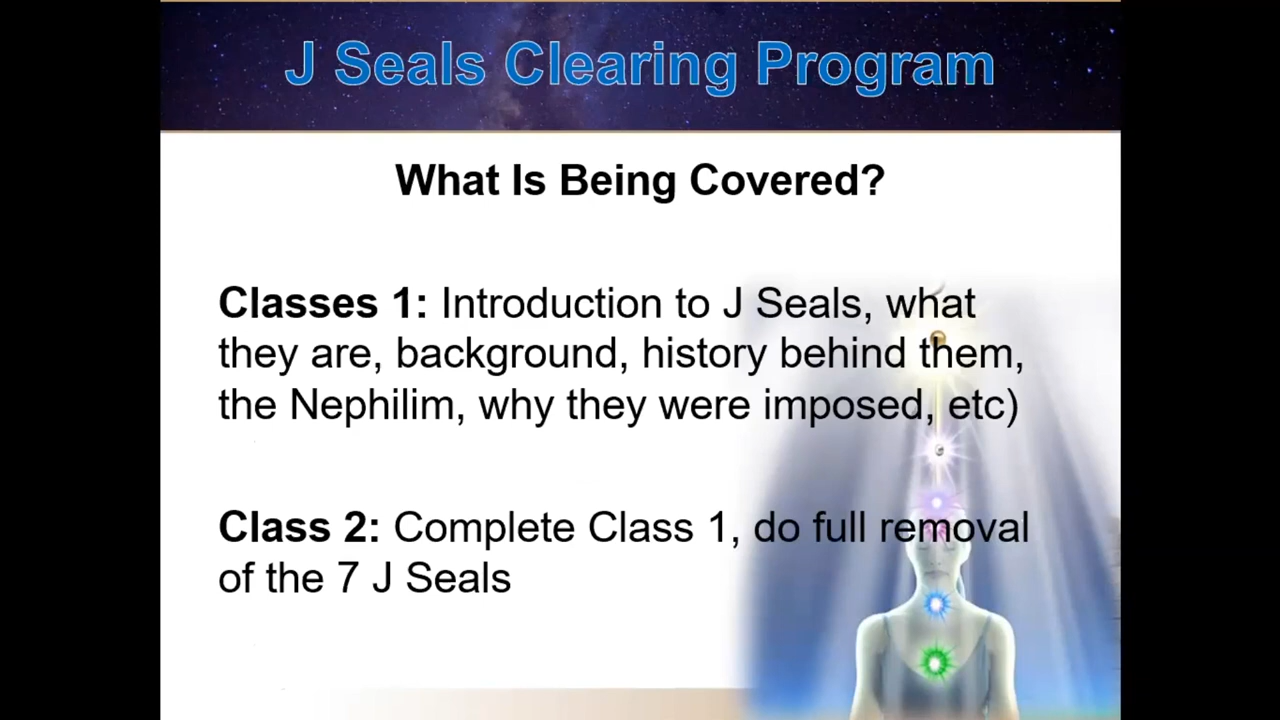 J Seals Clearing Program
What Is Being Covered?
Classes 1: Introduction to J Seals, what
they are, background, history behind them,
the Nephilim, why they were imposed, etc)
Class 2: Complete Class 1, do full removal
of the 7 J Seals